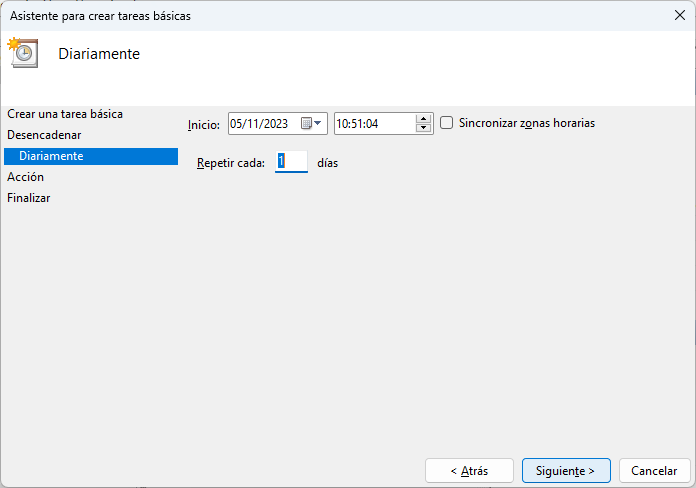 Asistente para crear tareas básicas
Diariamente
Crear una tarea básica
Desencadenar
Diariamente
Acción
Finalizar
Inicio: 05/11/2023 10:51:04 Sincronizar zonas horarias
Repetir cada: 1 días
< Atrás Siguiente > Cancelar